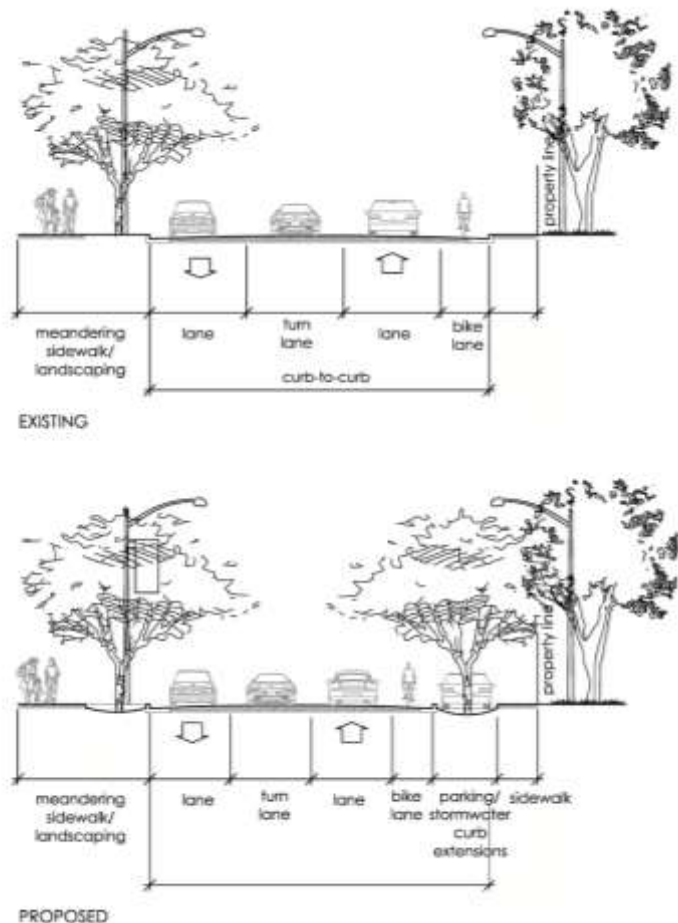 property line
meandering
sidewalk/
landscaping
lane
turn
lane
lane
bike
lane
curb-to-curb
EXISTING
property line
meandering
sidewalk/
landscaping
lane
turn
lane
lane
bike
lane
parking/
stormwater
curb
extensions
sidewalk
PROPOSED